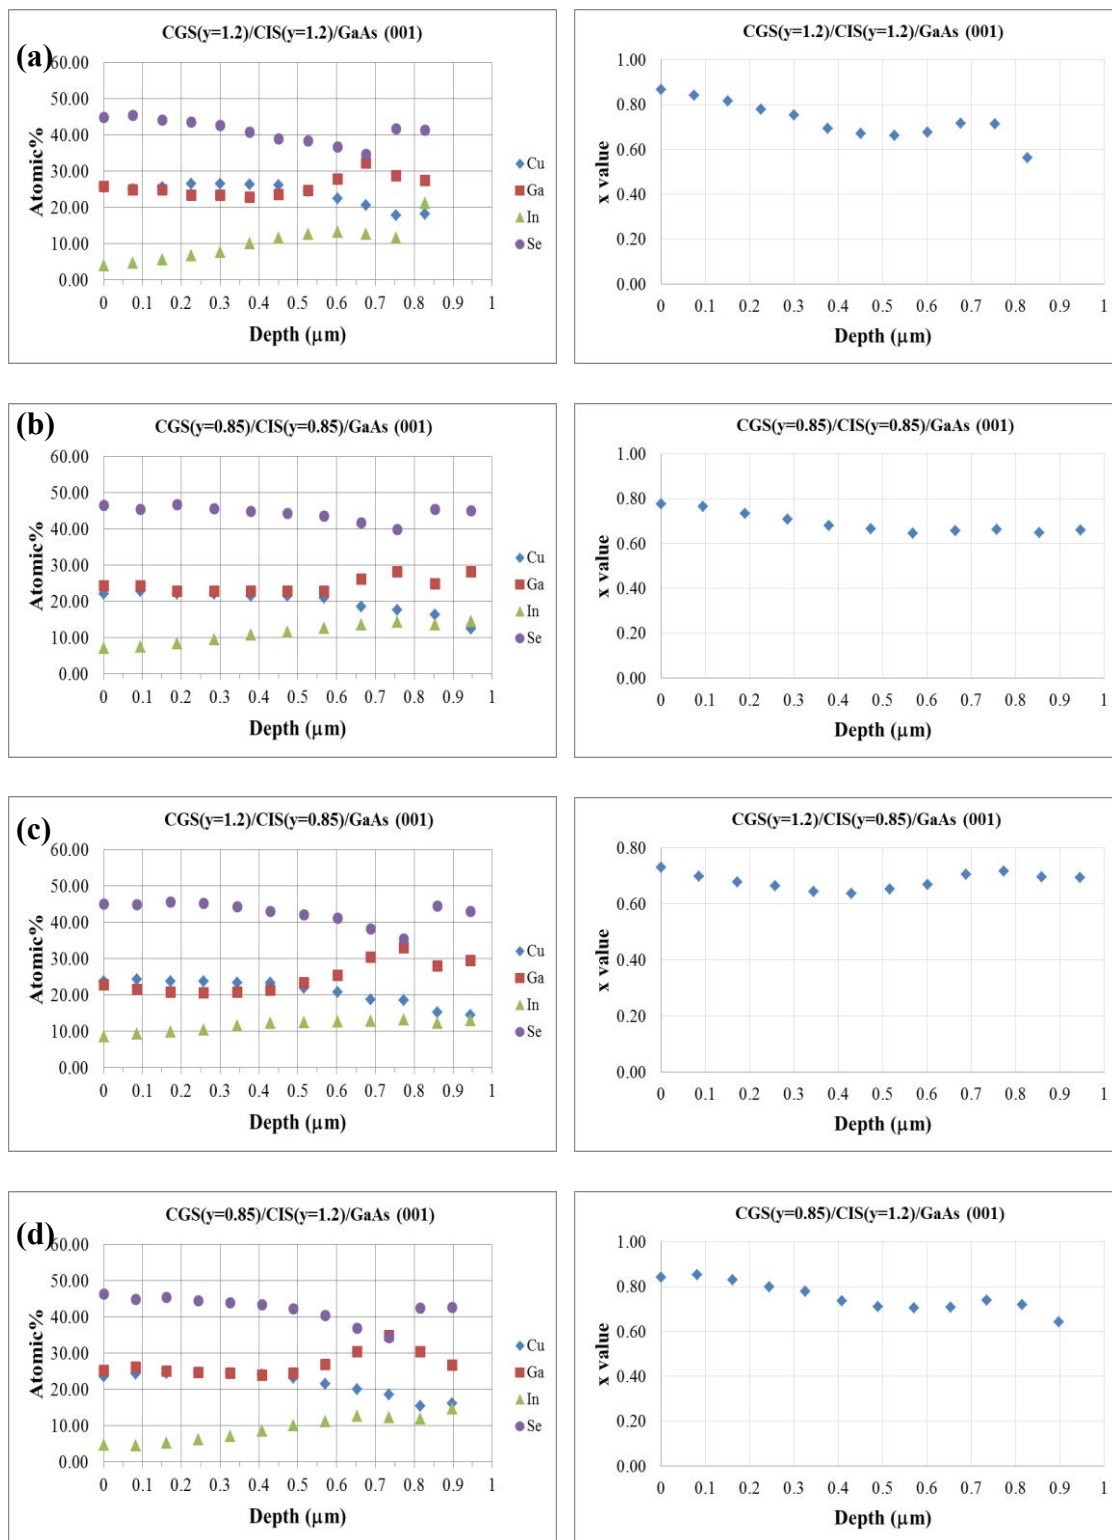 (a)
CGS(y=1.2)/CIS(y=1.2)/GaAs (001)
60.00
50.00
40.00
30.00
20.00
10.00
0.00
Atomic%
0 0.1 0.2 0.3 0.4 0.5 0.6 0.7 0.8 0.9 1
Depth (μm)
Cu
Ga
In
Se
CGS(y=1.2)/CIS(y=1.2)/GaAs (001)
1.00
0.80
0.60
0.40
0.20
0.00
x value
0 0.1 0.2 0.3 0.4 0.5 0.6 0.7 0.8 0.9 1
Depth (μm)
(b)
CGS(y=0.85)/CIS(y=0.85)/GaAs (001)
60.00
50.00
40.00
30.00
20.00
10.00
0.00
Atomic%
0 0.1 0.2 0.3 0.4 0.5 0.6 0.7 0.8 0.9 1
Depth (μm)
Cu
Ga
In
Se
CGS(y=0.85)/CIS(y=0.85)/GaAs (001)
1.00
0.80
0.60
0.40
0.20
0.00
x value
0 0.1 0.2 0.3 0.4 0.5 0.6 0.7 0.8 0.9 1
Depth (μm)
(c)
CGS(y=1.2)/CIS(y=0.85)/GaAs (001)
60.00
50.00
40.00
30.00
20.00
10.00
0.00
Atomic%
0 0.1 0.2 0.3 0.4 0.5 0.6 0.7 0.8 0.9 1
Depth (μm)
Cu
Ga
In
Se
CGS(y=1.2)/CIS(y=0.85)/GaAs (001)
0.80
0.60
0.40
0.20
0.00
x value
0 0.1 0.2 0.3 0.4 0.5 0.6 0.7 0.8 0.9 1
Depth (μm)
(d)
CGS(y=0.85)/CIS(y=1.2)/GaAs (001)
60.00
50.00
40.00
30.00
20.00
10.00
0.00
Atomic%
0 0.1 0.2 0.3 0.4 0.5 0.6 0.7 0.8 0.9 1
Depth (μm)
Cu
Ga
In
Se
CGS(y=0.85)/CIS(y=1.2)/GaAs (001)
1.00
0.80
0.60
0.40
0.20
0.00
x value
0 0.1 0.2 0.3 0.4 0.5 0.6 0.7 0.8 0.9 1
Depth (μm)